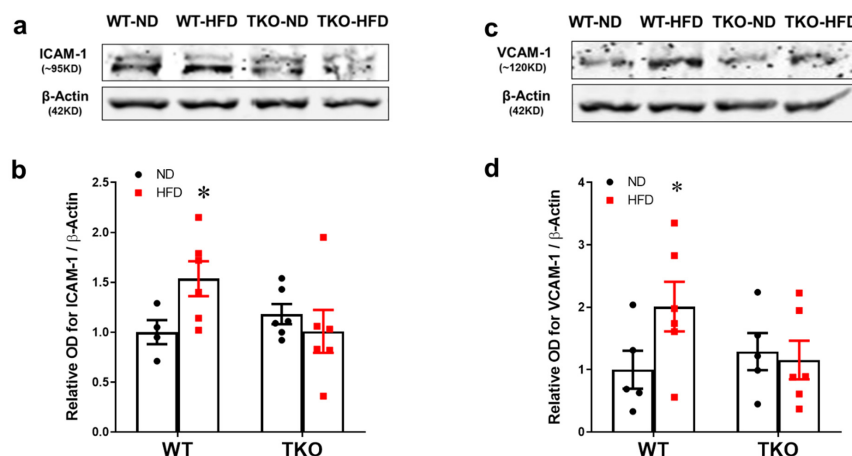 a
WT-ND WT-HFD TKO-ND TKO-HFD
ICAM-1
(~95KD)
β-Actin
(42KD)
c
WT-ND WT-HFD TKO-ND TKO-HFD
VCAM-1
(~120KD)
β-Actin
(42KD)
b
ND
HFD
*
Relative OD for ICAM-1 / β-Actin
2.5
2.0
1.5
1.0
0.5
0.0
WT TKO
d
ND
HFD
*
Relative OD for VCAM-1 / β-Actin
4
3
2
1
0
WT TKO